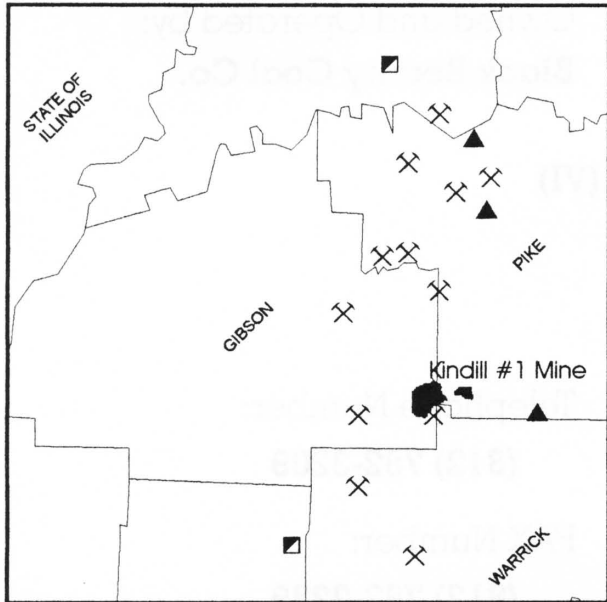 STATE OF
ILLINOIS
PIKE
GIBSON
Kindill #1 Mine
WARRICK